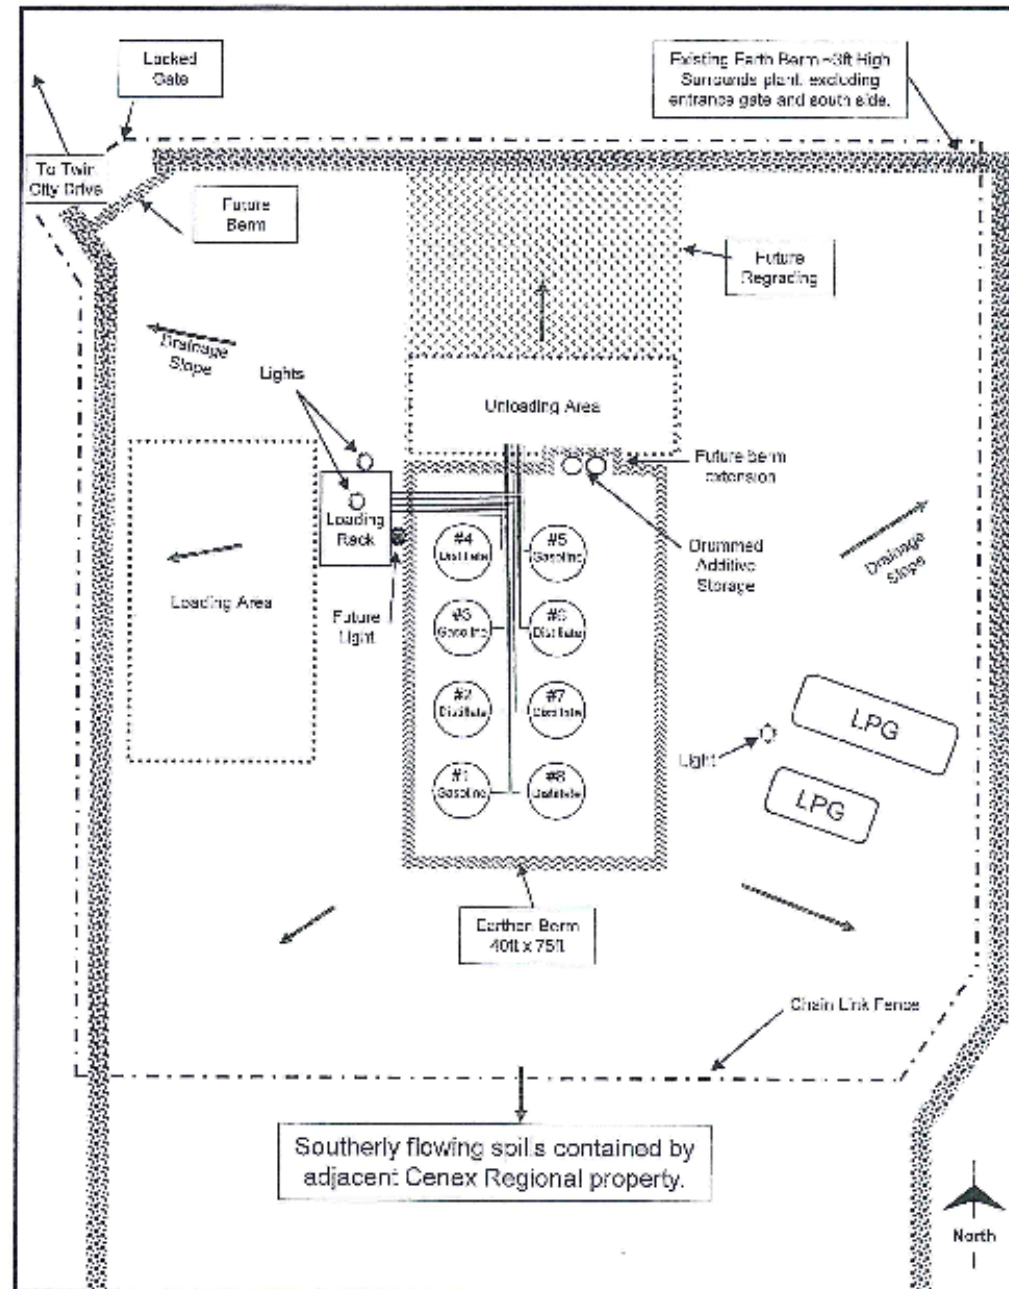 Locked
Gate
Existing Earth Berm ~3ft High
Surrounds plant, excluding
entrance gate and south side.
To Twin
City Drive
Future
Berm
Future
Regrading
Drainage
Slope
Lights
Unloading Area
Future berm
extension
Loading
Rack
#4
Distillate
#5
Gasoline
Drummed
Additive
Storage
Drainage
Slope
Loading Area
Future
Light
#3
Gasoline
#6
Distillate
#2
Distillate
#7
Distillate
LPG
Light
#1
Gasoline
#8
Distillate
LPG
Earthen Berm
40ft x 75ft
Chain Link Fence
Southerly flowing spills contained by
adjacent Cenex Regional property.
North